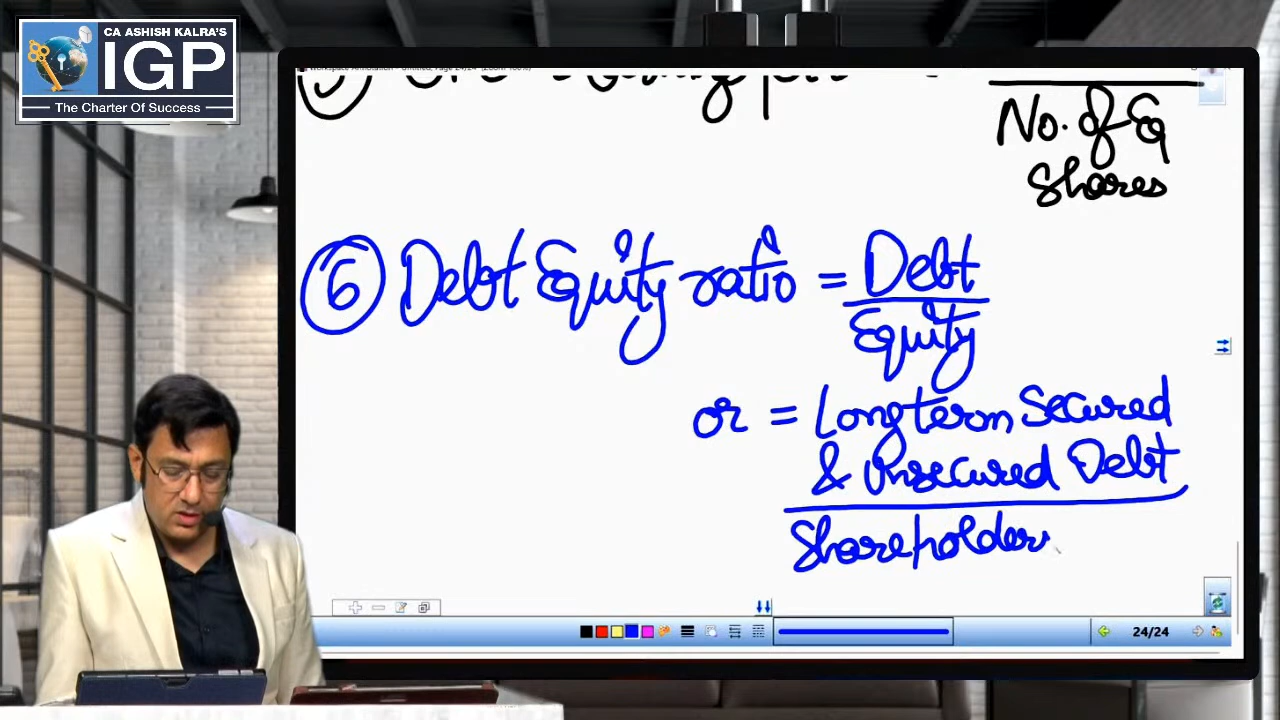 CA ASHISH KALRA'S
IGP
The Charter Of Success
No. of Eq
Shares
6 Debt Equity ratio = Debt
Equity
or = Long term Secured
& Unsecured Debt
Shareholder
24/24